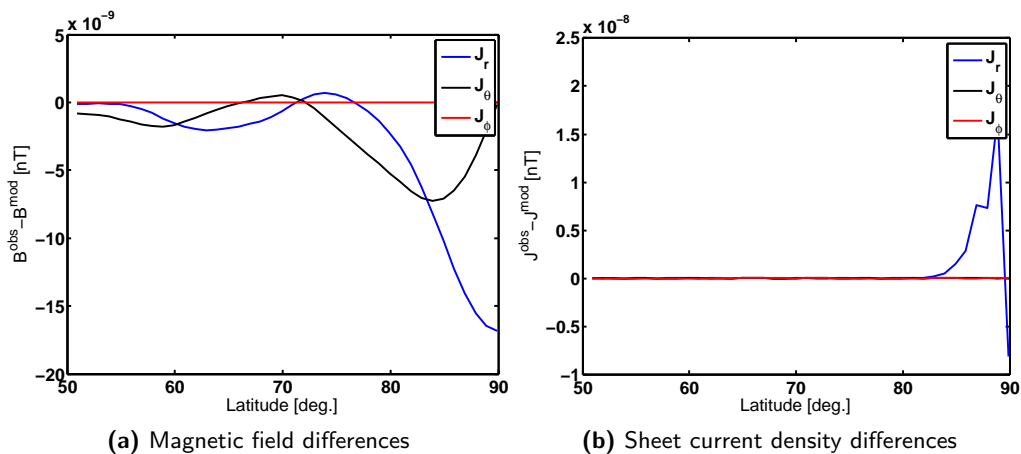 x 10⁻⁹
5
0
−5
−10
−15
−20
50 60 70 80 90
Latitude [deg.]
B^obs−B^mod [nT]
J_r
J_θ
J_ϕ
(a) Magnetic field differences
x 10⁻⁸
2.5
2
1.5
1
0.5
0
−0.5
−1
50 60 70 80 90
Latitude [deg.]
J^obs−J^mod [nT]
J_r
J_θ
J_ϕ
(b) Sheet current density differences